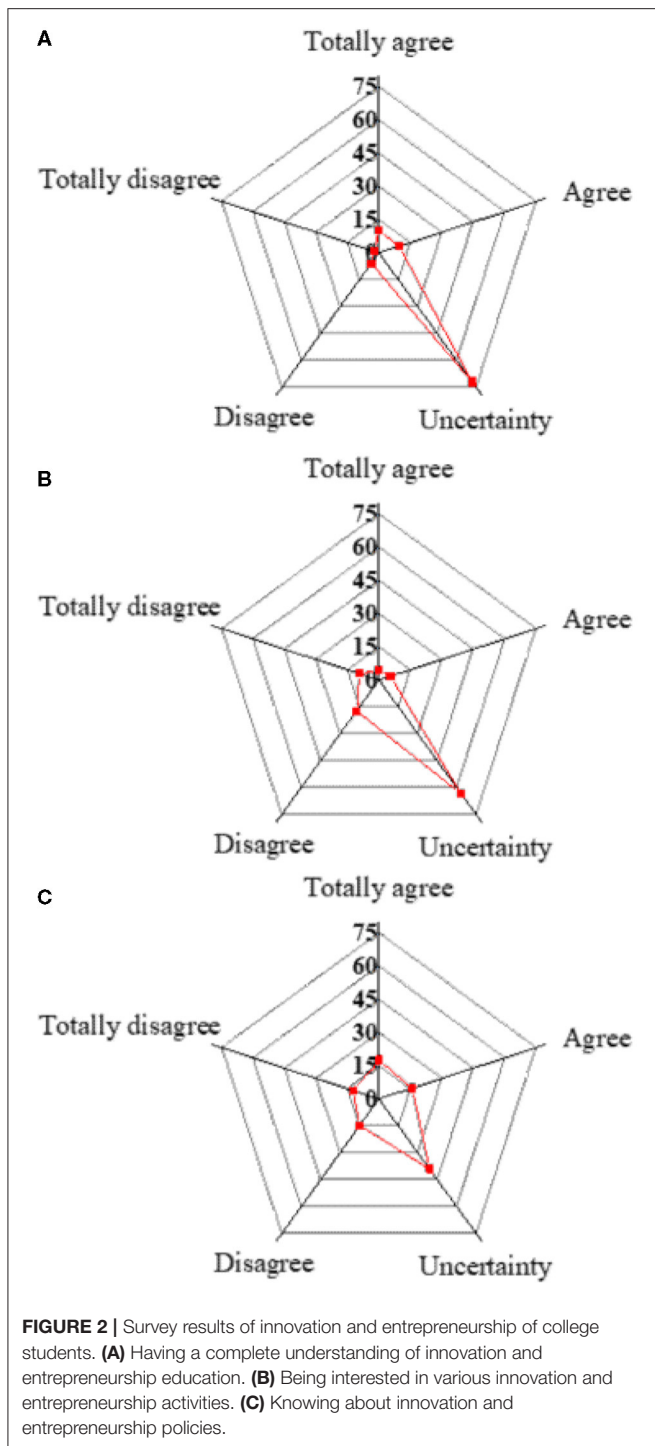 A
Totally agree
75
60
45
30
15
0
Totally disagree
Agree
Disagree
Uncertainty
B
Totally agree
75
60
45
30
15
0
Totally disagree
Agree
Disagree
Uncertainty
C
Totally agree
75
60
45
30
15
0
Totally disagree
Agree
Disagree
Uncertainty
FIGURE 2 | Survey results of innovation and entrepreneurship of college
students. (A) Having a complete understanding of innovation and
entrepreneurship education. (B) Being interested in various innovation and
entrepreneurship activities. (C) Knowing about innovation and
entrepreneurship policies.